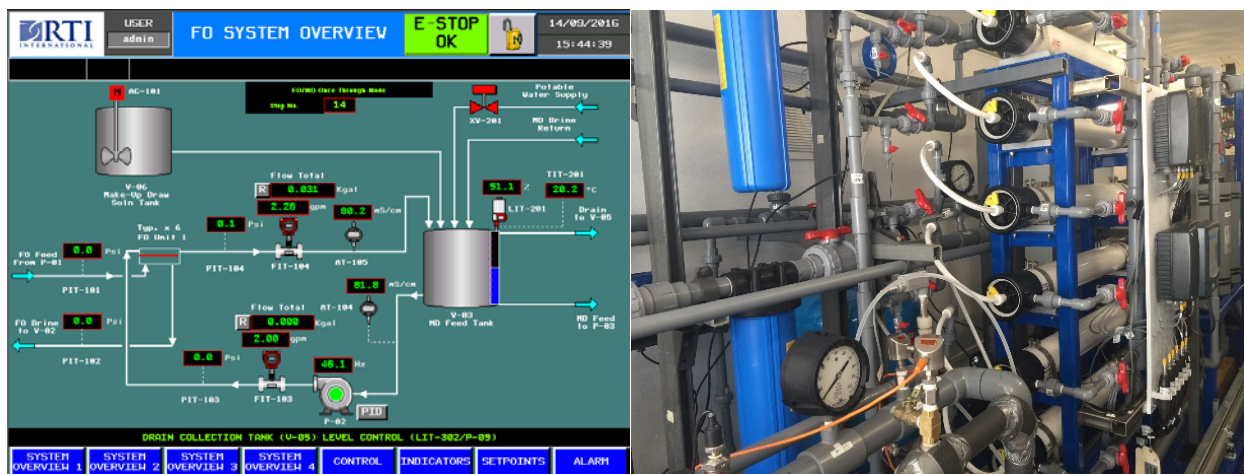 RTI
INTERNATIONAL
USER
admin
FO SYSTEM OVERVIEW
E-STOP
OK
14/09/2016
15:44:39
AC-101
M
FO/MD Once Through Mode
Step No. 14
Potable
Water Supply
XV-201
MD Brine
Return
V-06
Make-Up Draw
Soln Tank
Flow Total
R 0.031 Kgal
2.26 gpm
80.2 mS/cm
51.1 %
TIT-201
20.2 °C
LIT-201
Drain
to V-05
Typ. x 6
FO Unit 1
0.1 Psi
PIT-104
FIT-104
AT-105
FO Feed
From P-01
0.0 Psi
PIT-101
81.8 mS/cm
AT-104
V-03
MD Feed Tank
MD Feed
to P-03
FO Brine
to V-02
0.0 Psi
PIT-102
Flow Total
R 0.000 Kgal
2.00 gpm
0.0 Psi
PIT-103
FIT-103
46.1 Hz
P-02
PID
DRAIN COLLECTION TANK (V-05) LEVEL CONTROL (LIT-302/P-09)
SYSTEM
OVERVIEW 1
SYSTEM
OVERVIEW 2
SYSTEM
OVERVIEW 3
SYSTEM
OVERVIEW 4
CONTROL
INDICATORS
SETPOINTS
ALARM